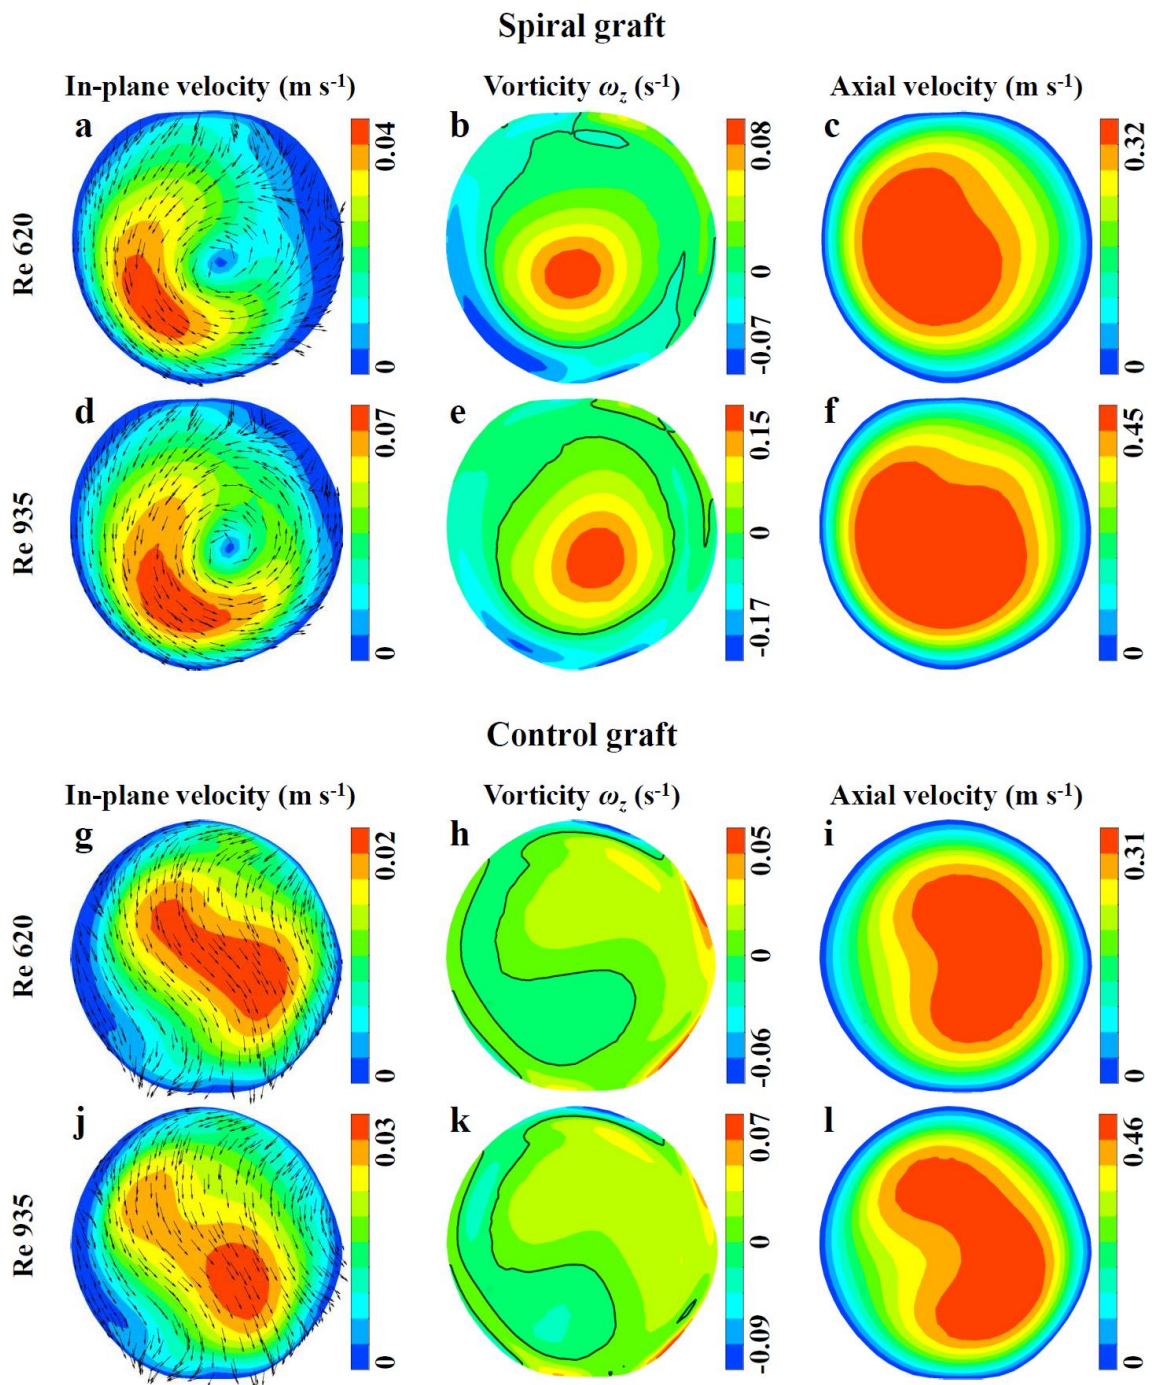 Spiral graft
In-plane velocity (m s⁻¹) Vorticity ω_z (s⁻¹) Axial velocity (m s⁻¹)
Re 620
a 0.04 0
b 0.08 0 -0.07
c 0.32 0
Re 935
d 0.07 0
e 0.15 0 -0.17
f 0.45 0
Control graft
In-plane velocity (m s⁻¹) Vorticity ω_z (s⁻¹) Axial velocity (m s⁻¹)
Re 620
g 0.02 0
h 0.05 0 -0.06
i 0.31 0
Re 935
j 0.03 0
k 0.07 0 -0.09
l 0.46 0